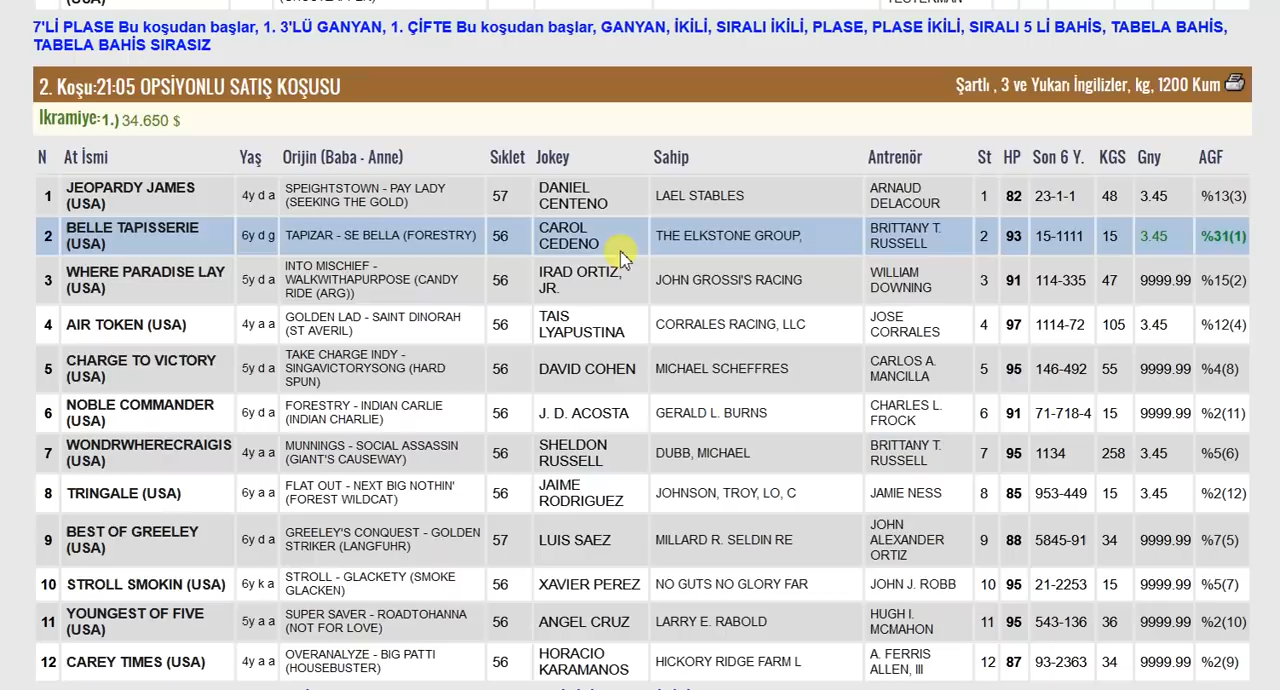 7'Lİ PLASE Bu koşudan başlar, 1. 3'LÜ GANYAN, 1. ÇİFTE Bu koşudan başlar, GANYAN, İKİLİ, SIRALI İKİLİ, PLASE, PLASE İKİLİ, SIRALI 5 Lİ BAHİS, TABELA BAHİS,
TABELA BAHİS SIRASIZ
2. Koşu:21:05 OPSİYONLU SATIŞ KOŞUSU Şartlı , 3 ve Yukarı İngilizler, kg, 1200 Kum
İkramiye:1.) 34.650 $
N At İsmi Yaş Orijin (Baba - Anne) Sıklet Jokey Sahip Antrenör St HP Son 6 Y. KGS Gny AGF
1 JEOPARDY JAMES (USA) 4y d a SPEIGHTSTOWN - PAY LADY (SEEKING THE GOLD) 57 DANIEL CENTENO LAEL STABLES ARNAUD DELACOUR 1 82 23-1-1 48 3.45 %13(3)
2 BELLE TAPISSERIE (USA) 6y d g TAPIZAR - SE BELLA (FORESTRY) 56 CAROL CEDENO THE ELKSTONE GROUP, BRITTANY T. RUSSELL 2 93 15-1111 15 3.45 %31(1)
3 WHERE PARADISE LAY (USA) 5y d a INTO MISCHIEF - WALKWITHAPURPOSE (CANDY RIDE (ARG)) 56 IRAD ORTIZ, JR. JOHN GROSSI'S RACING WILLIAM DOWNING 3 91 114-335 47 9999.99 %15(2)
4 AIR TOKEN (USA) 4y a a GOLDEN LAD - SAINT DINORAH (ST AVERIL) 56 TAIS LYAPUSTINA CORRALES RACING, LLC JOSE CORRALES 4 97 1114-72 105 3.45 %12(4)
5 CHARGE TO VICTORY (USA) 5y d a TAKE CHARGE INDY - SINGAVICTORYSONG (HARD SPUN) 56 DAVID COHEN MICHAEL SCHEFFRES CARLOS A. MANCILLA 5 95 146-492 55 9999.99 %4(8)
6 NOBLE COMMANDER (USA) 6y d a FORESTRY - INDIAN CARLIE (INDIAN CHARLIE) 56 J. D. ACOSTA GERALD L. BURNS CHARLES L. FROCK 6 91 71-718-4 15 9999.99 %2(11)
7 WONDRWHERECRAIGIS (USA) 4y a a MUNNINGS - SOCIAL ASSASSIN (GIANT'S CAUSEWAY) 56 SHELDON RUSSELL DUBB, MICHAEL BRITTANY T. RUSSELL 7 95 1134 258 3.45 %5(6)
8 TRINGALE (USA) 6y a a FLAT OUT - NEXT BIG NOTHIN' (FOREST WILDCAT) 56 JAIME RODRIGUEZ JOHNSON, TROY, LO, C JAMIE NESS 8 85 953-449 15 3.45 %2(12)
9 BEST OF GREELEY (USA) 6y d a GREELEY'S CONQUEST - GOLDEN STRIKER (LANGFUHR) 57 LUIS SAEZ MILLARD R. SELDIN RE JOHN ALEXANDER ORTIZ 9 88 5845-91 34 9999.99 %7(5)
10 STROLL SMOKIN (USA) 6y k a STROLL - GLACKETY (SMOKE GLACKEN) 56 XAVIER PEREZ NO GUTS NO GLORY FAR JOHN J. ROBB 10 95 21-2253 15 9999.99 %5(7)
11 YOUNGEST OF FIVE (USA) 5y a a SUPER SAVER - ROADTOHANNA (NOT FOR LOVE) 56 ANGEL CRUZ LARRY E. RABOLD HUGH I. MCMAHON 11 95 543-136 36 9999.99 %2(10)
12 CAREY TIMES (USA) 4y a a OVERANALYZE - BIG PATTI (HOUSEBUSTER) 56 HORACIO KARAMANOS HICKORY RIDGE FARM L A. FERRIS ALLEN, III 12 87 93-2363 34 9999.99 %2(9)